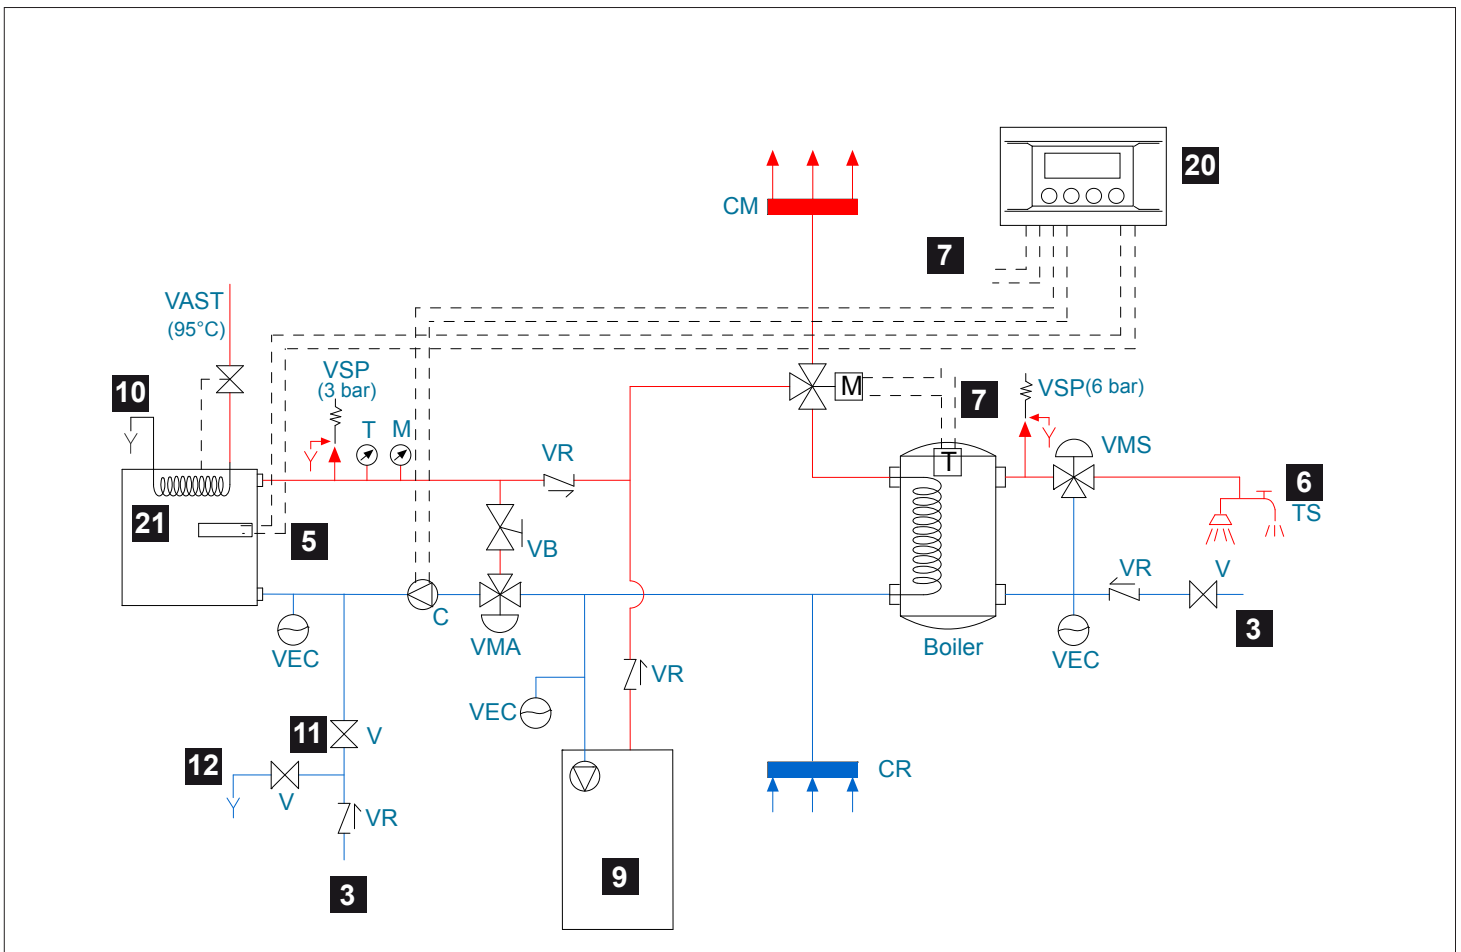 20
CM
7
VAST
(95°C)
VSP
(3 bar)
10
T
M
M
7
VSP(6 bar)
VR
VMS
T
6
TS
21
5
VB
VR
V
C
3
VEC
VMA
Boiler
VEC
VR
VEC
11
V
12
CR
V
VR
9
3